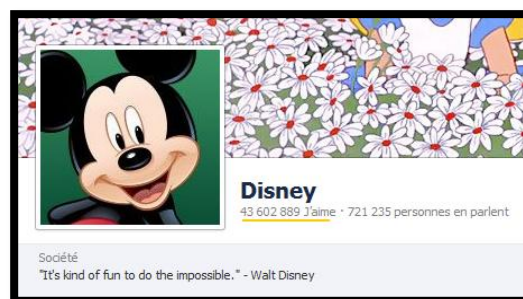 Disney
43 602 889 J'aime · 721 235 personnes en parlent
Société
"It's kind of fun to do the impossible." - Walt Disney